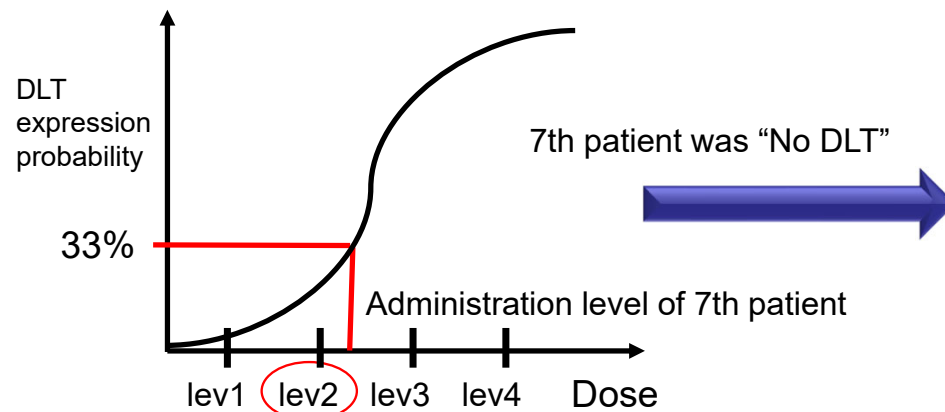 DLT
expression
probability
7th patient was “No DLT”
33%
Administration level of 7th patient
lev1 lev2 lev3 lev4 Dose